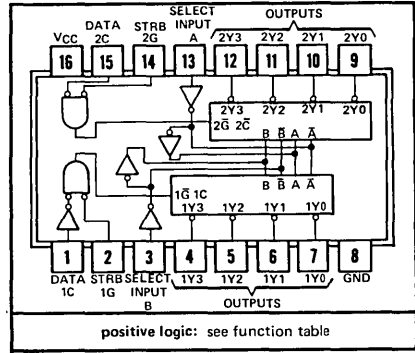 DATA 2C
STRB 2G
SELECT INPUT A
OUTPUTS
VCC
2Y3 2Y2 2Y1 2Y0
16 15 14 13 12 11 10 9
2Y3 2Y2 2Y1 2Y0
2G̅ 2C̅
B B̅ A A̅
B B̅ A A̅
1G̅ 1C
1Y3 1Y2 1Y1 1Y0
1 2 3 4 5 6 7 8
DATA 1C
STRB 1G
SELECT INPUT B
1Y3 1Y2 1Y1 1Y0
GND
OUTPUTS
positive logic: see function table